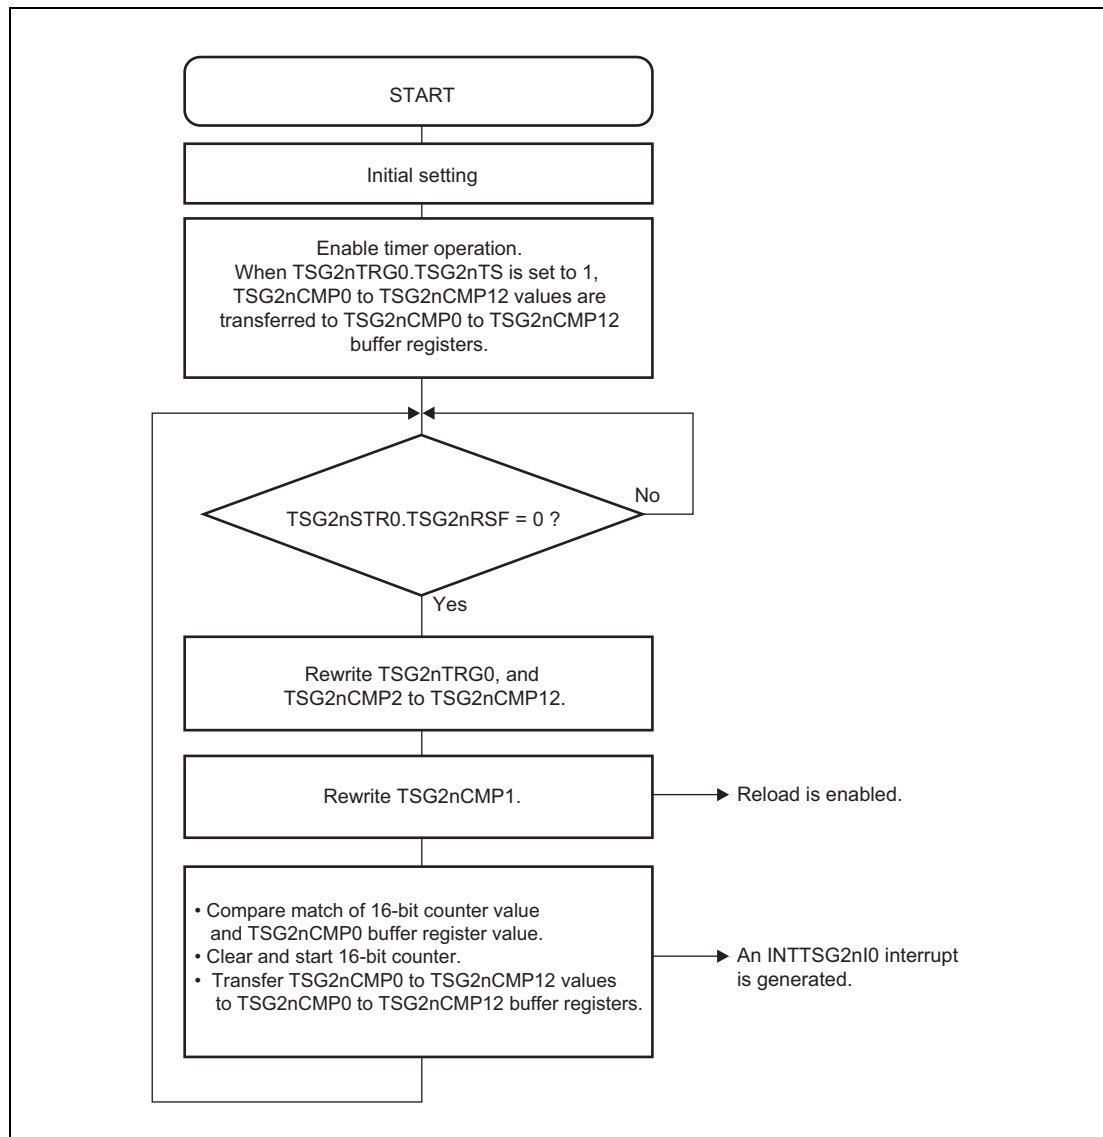 START
Initial setting
Enable timer operation.
When TSG2nTRG0.TSG2nTS is set to 1,
TSG2nCMP0 to TSG2nCMP12 values are
transferred to TSG2nCMP0 to TSG2nCMP12
buffer registers.
No
TSG2nSTR0.TSG2nRSF = 0 ?
Yes
Rewrite TSG2nTRG0, and
TSG2nCMP2 to TSG2nCMP12.
Rewrite TSG2nCMP1.
Reload is enabled.
• Compare match of 16-bit counter value
and TSG2nCMP0 buffer register value.
• Clear and start 16-bit counter.
• Transfer TSG2nCMP0 to TSG2nCMP12 values
to TSG2nCMP0 to TSG2nCMP12 buffer registers.
An INTTSG2nI0 interrupt
is generated.